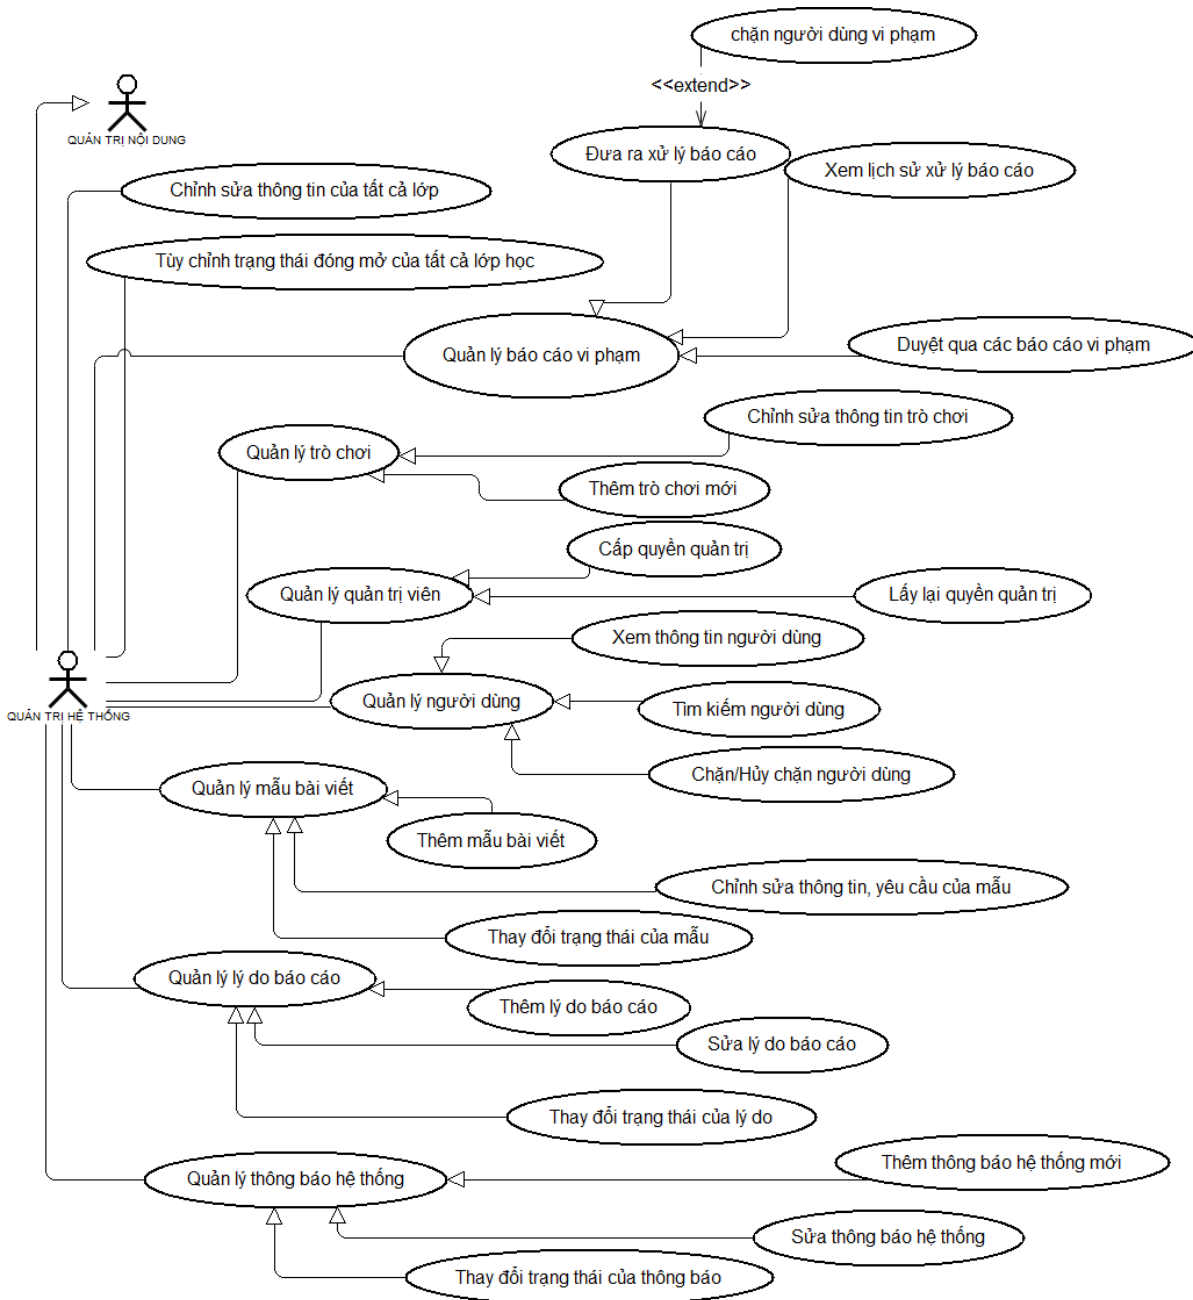 chặn người dùng vi phạm
<<extend>>
QUẢN TRỊ NỘI DUNG
Đưa ra xử lý báo cáo
Xem lịch sử xử lý báo cáo
Chỉnh sửa thông tin của tất cả lớp
Tùy chỉnh trạng thái đóng mở của tất cả lớp học
Quản lý báo cáo vi phạm
Duyệt qua các báo cáo vi phạm
Chỉnh sửa thông tin trò chơi
Quản lý trò chơi
Thêm trò chơi mới
Cấp quyền quản trị
Quản lý quản trị viên
Lấy lại quyền quản trị
Xem thông tin người dùng
Quản lý người dùng
Tìm kiếm người dùng
QUẢN TRỊ HỆ THỐNG
Chặn/Hủy chặn người dùng
Quản lý mẫu bài viết
Thêm mẫu bài viết
Chỉnh sửa thông tin, yêu cầu của mẫu
Thay đổi trạng thái của mẫu
Quản lý lý do báo cáo
Thêm lý do báo cáo
Sửa lý do báo cáo
Thay đổi trạng thái của lý do
Thêm thông báo hệ thống mới
Quản lý thông báo hệ thống
Sửa thông báo hệ thống
Thay đổi trạng thái của thông báo